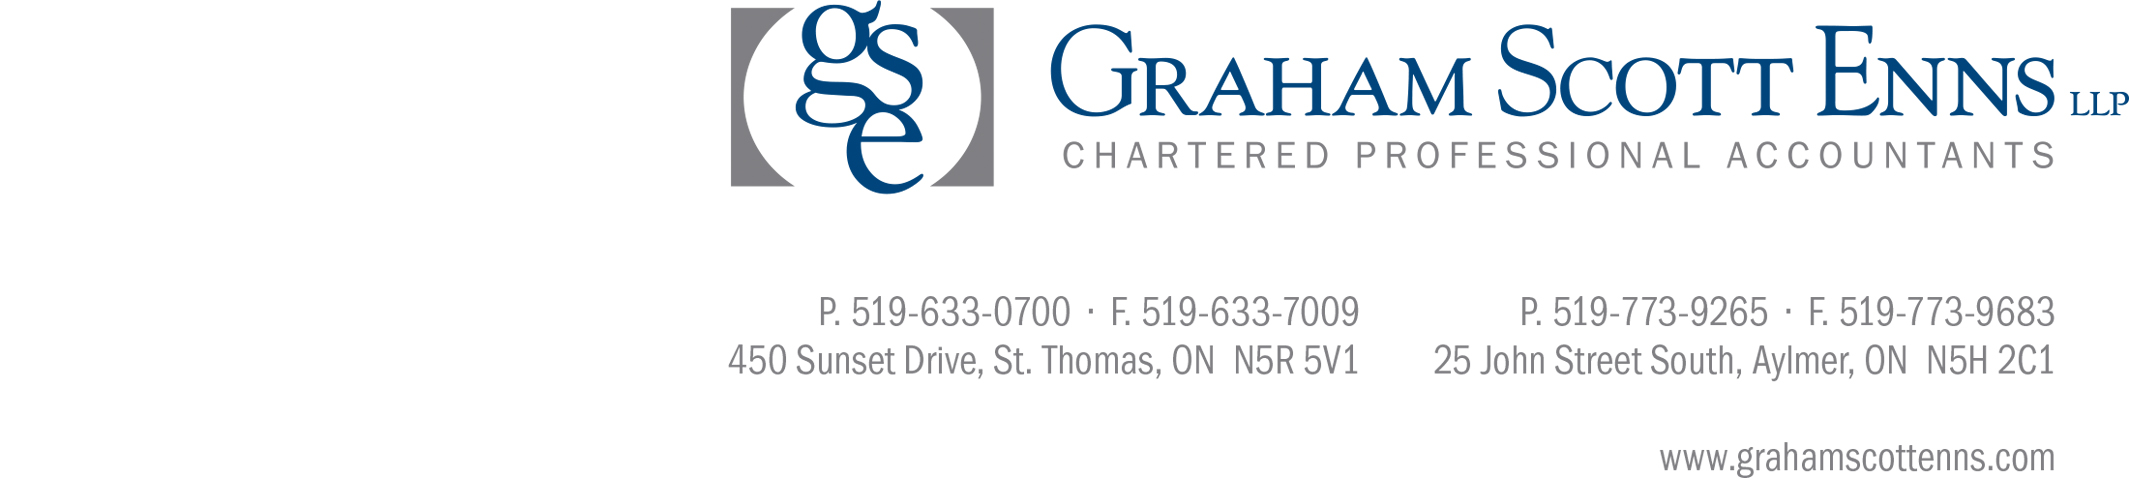 gse
GRAHAM SCOTT ENNS LLP
CHARTERED PROFESSIONAL ACCOUNTANTS
P. 519-633-0700 · F. 519-633-7009
450 Sunset Drive, St. Thomas, ON N5R 5V1
P. 519-773-9265 · F. 519-773-9683
25 John Street South, Aylmer, ON N5H 2C1
www.grahamscottenns.com